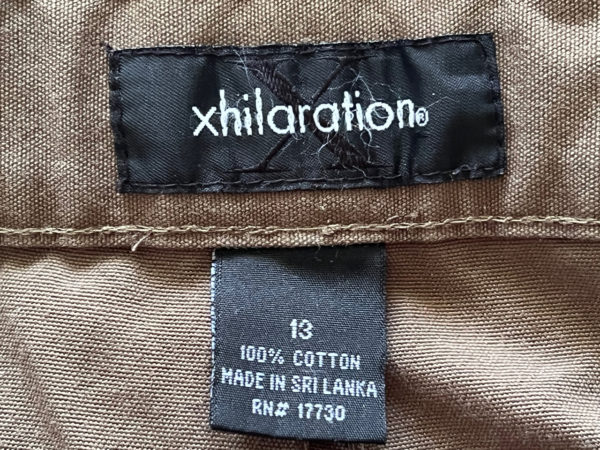 xhilaration®
13
100% COTTON
MADE IN SRI LANKA
RN# 17730